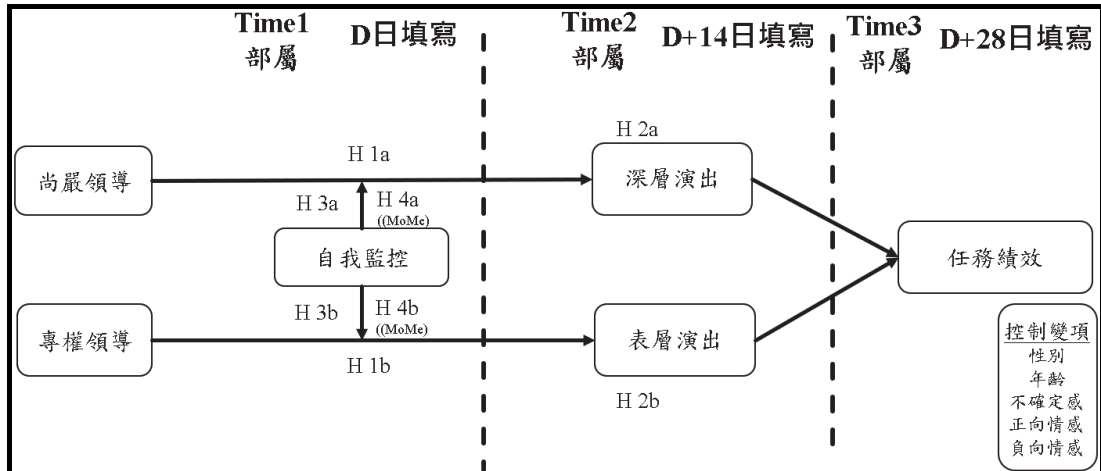 Time1
部屬
D日填寫
Time2
部屬
D+14日填寫
Time3
部屬
D+28日填寫
H 2a
H 1a
尚嚴領導
深層演出
H 3a
H 4a
((MoMe)
自我監控
任務績效
H 3b
H 4b
((MoMe)
專權領導
表層演出
H 1b
H 2b
控制變項
性別
年齡
不確定感
正向情感
負向情感